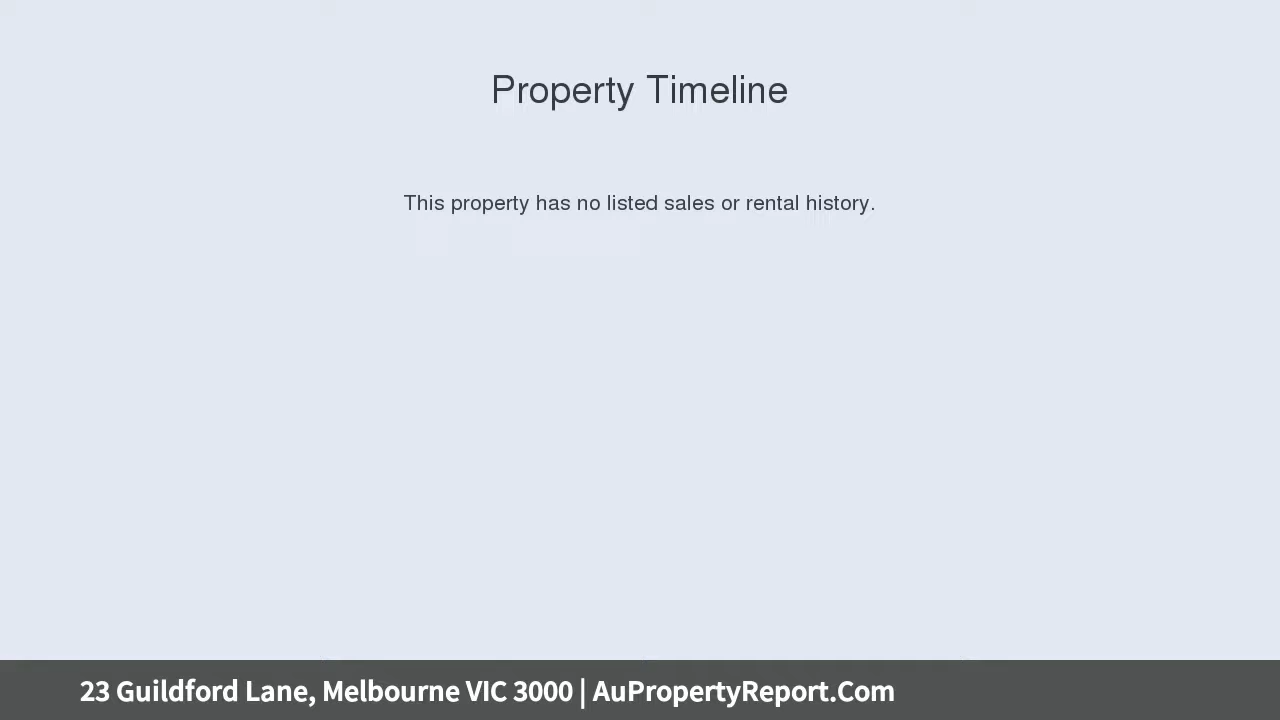 Property Timeline
This property has no listed sales or rental history.
23 Guildford Lane, Melbourne VIC 3000 | AuPropertyReport.Com